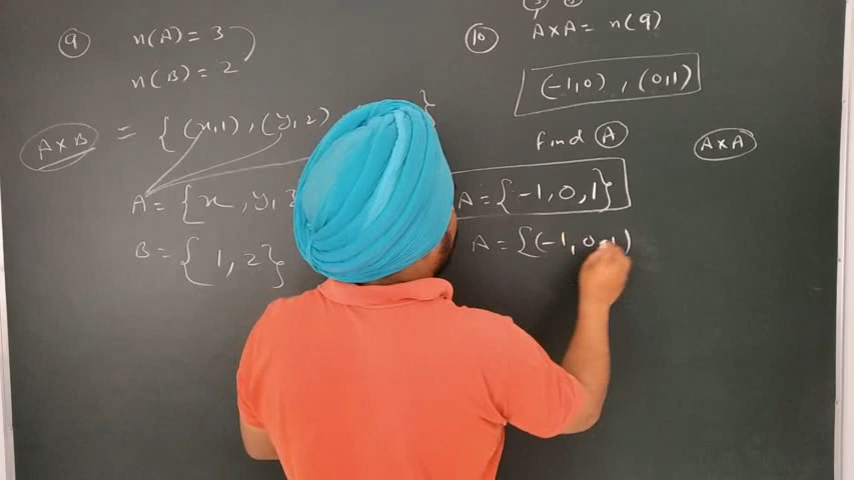 9 n(A) = 3
n(B) = 2
A×B = {(x,1), (y,2) }
A = {x, y, z
B = {1, 2}
10 A×A = n(9)
(-1,0), (0,1)
find A
A×A
A = {-1, 0, 1}
A = {(-1, 0, 1)